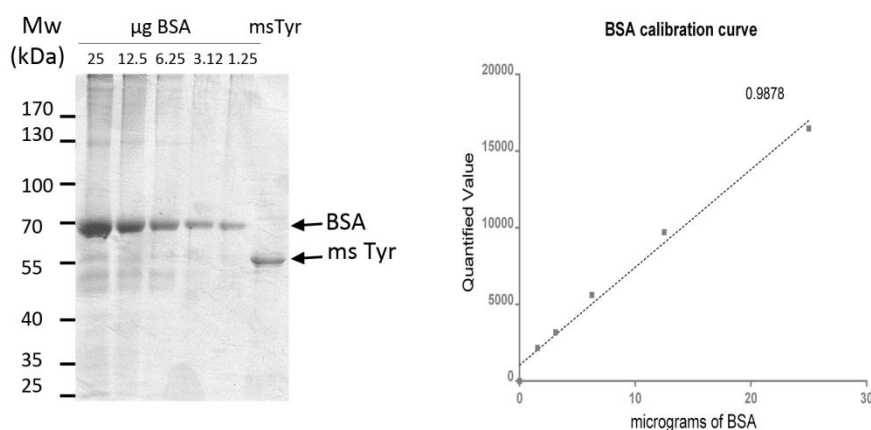 Mw
(kDa)
µg BSA
msTyr
25 12.5 6.25 3.12 1.25
170
130
100
70
55
40
35
25
BSA
ms Tyr
BSA calibration curve
20000
15000
10000
5000
0
0.9878
Quantified Value
0 10 20 30
micrograms of BSA